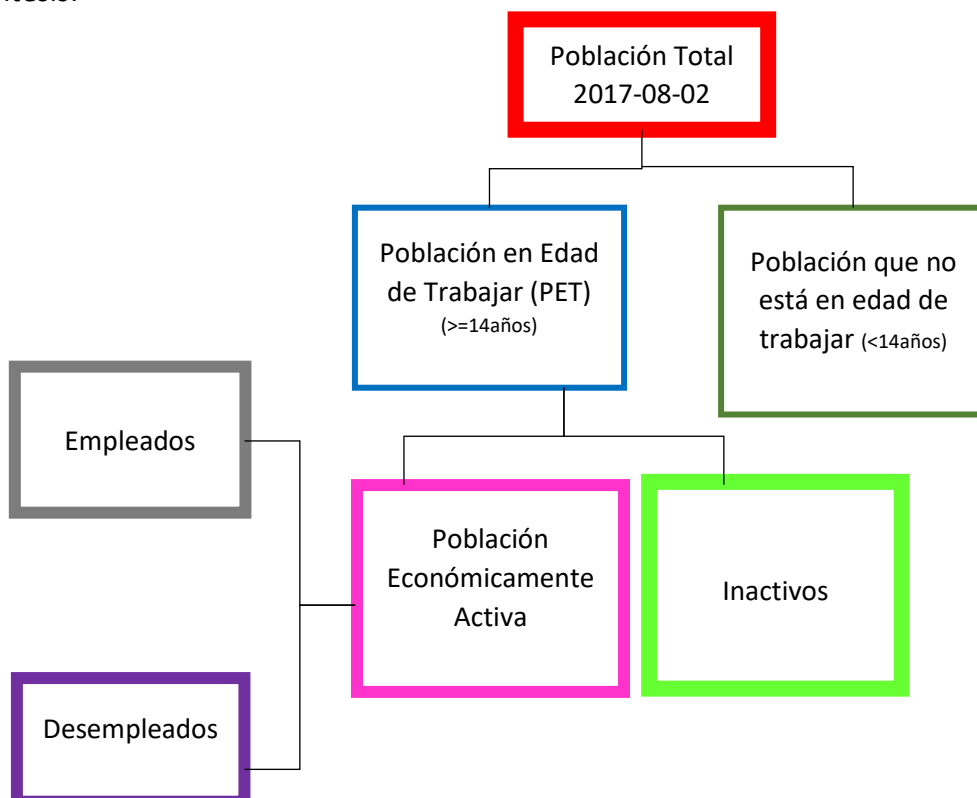 Población Total
2017-08-02
Población en Edad
de Trabajar (PET)
(>=14años)
Población que no
está en edad de
trabajar (<14años)
Empleados
Población
Económicamente
Activa
Inactivos
Desempleados